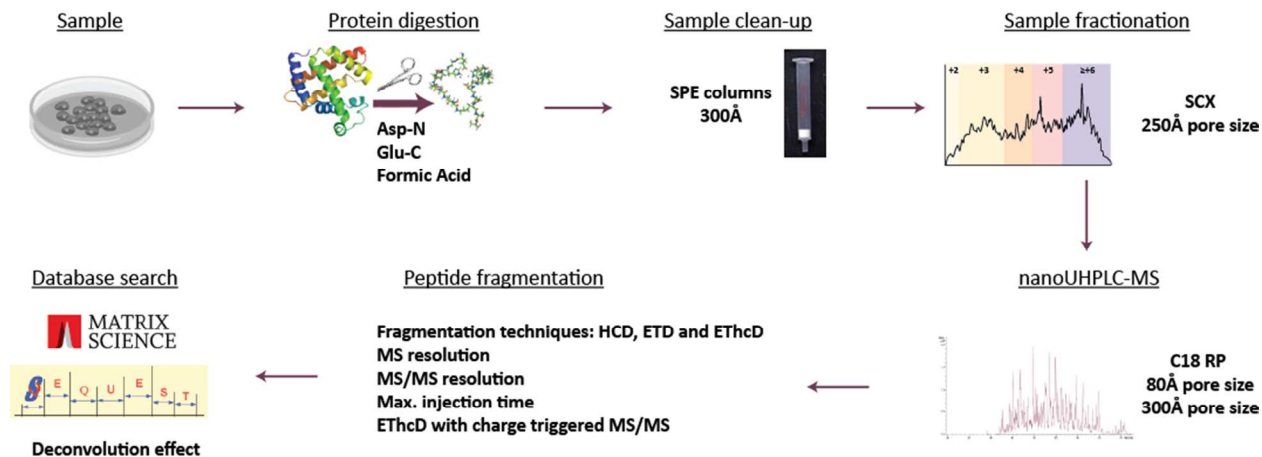 Sample
Protein digestion
Sample clean-up
Sample fractionation
Asp-N
Glu-C
Formic Acid
SPE columns
300Å
+2 +3 +4 +5 ≥+6
SCX
250Å pore size
Database search
Peptide fragmentation
nanoUHPLC-MS
MATRIX
SCIENCE
SEQUEST
Deconvolution effect
Fragmentation techniques: HCD, ETD and EThcD
MS resolution
MS/MS resolution
Max. injection time
EThcD with charge triggered MS/MS
C18 RP
80Å pore size
300Å pore size